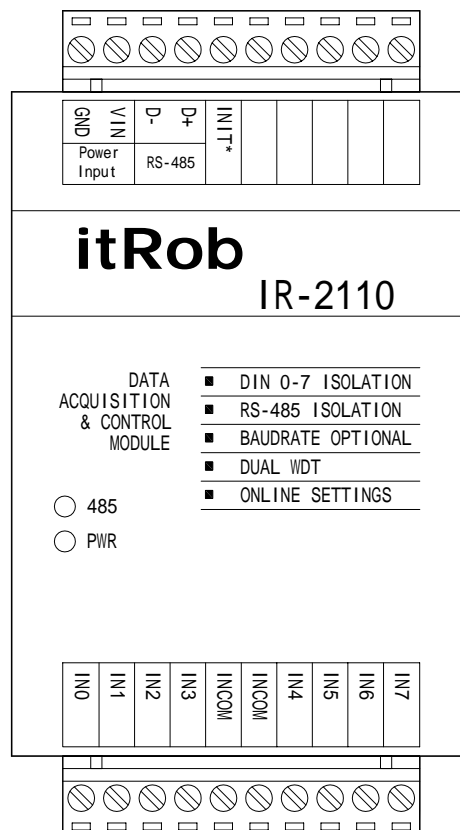 GND VIN D- D+ INIT*
Power Input RS-485
itRob
IR-2110
DATA ACQUISITION & CONTROL MODULE
DIN 0-7 ISOLATION
RS-485 ISOLATION
BAUDRATE OPTIONAL
DUAL WDT
ONLINE SETTINGS
485
PWR
IN0 IN1 IN2 IN3 INCOM INCOM IN4 IN5 IN6 IN7